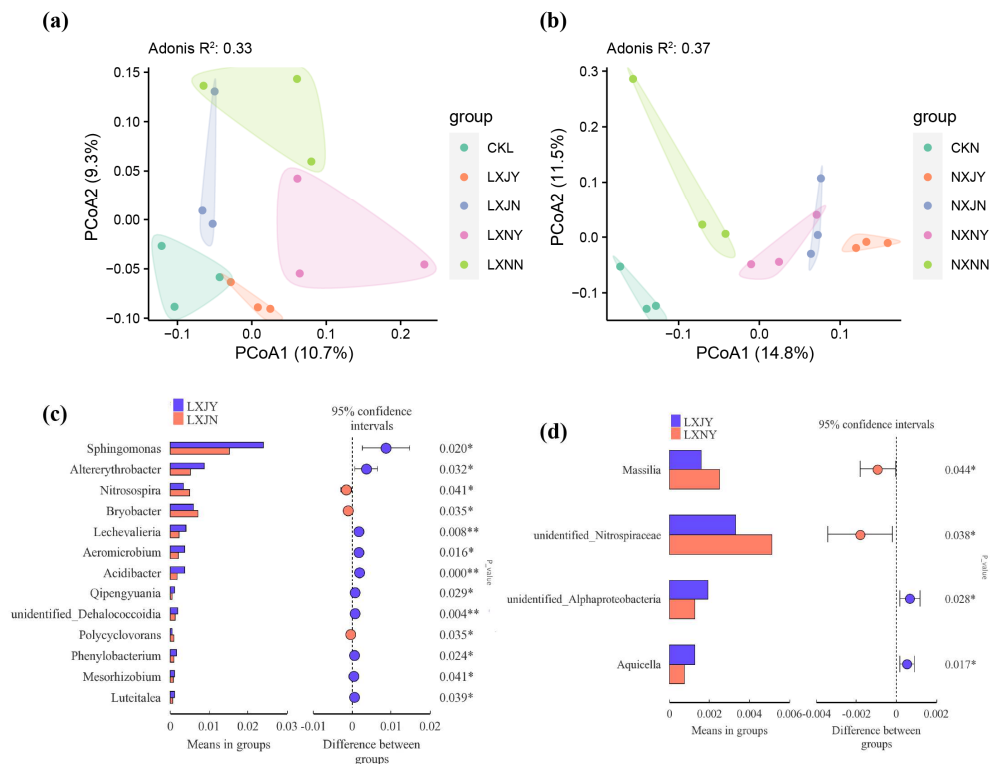 (a)
Adonis R²: 0.33
0.15
0.10
0.05
0.00
−0.05
−0.10
PCoA2 (9.3%)
−0.1
0.0
0.1
0.2
PCoA1 (10.7%)
group
CKL
LXJY
LXJN
LXNY
LXNN
(b)
Adonis R²: 0.37
0.3
0.2
0.1
0.0
−0.1
PCoA2 (11.5%)
−0.1
0.0
0.1
PCoA1 (14.8%)
group
CKN
NXJY
NXJN
NXNY
NXNN
(c)
LXJY
LXJN
95% confidence
intervals
Sphingomonas
0.020*
Altererythrobacter
0.032*
Nitrosospira
0.041*
Bryobacter
0.035*
Lechevalieria
0.008**
Aeromicrobium
0.016*
Acidibacter
0.000**
Qipengyuania
0.029*
unidentified_Dehalococcoidia
0.004**
Polycyclovorans
0.035*
Phenylobacterium
0.024*
Mesorhizobium
0.041*
Luteitalea
0.039*
P_value
0
0.01
0.02
0.03
-0.01
0
0.01
0.02
Means in groups
Difference between
groups
(d)
LXJY
LXNY
95% confidence intervals
Massilia
0.044*
unidentified_Nitrospiraceae
0.038*
unidentified_Alphaproteobacteria
0.028*
Aquicella
0.017*
P_value
0
0.002
0.004
0.006
-0.004
-0.002
0
0.002
Means in groups
Difference between
groups